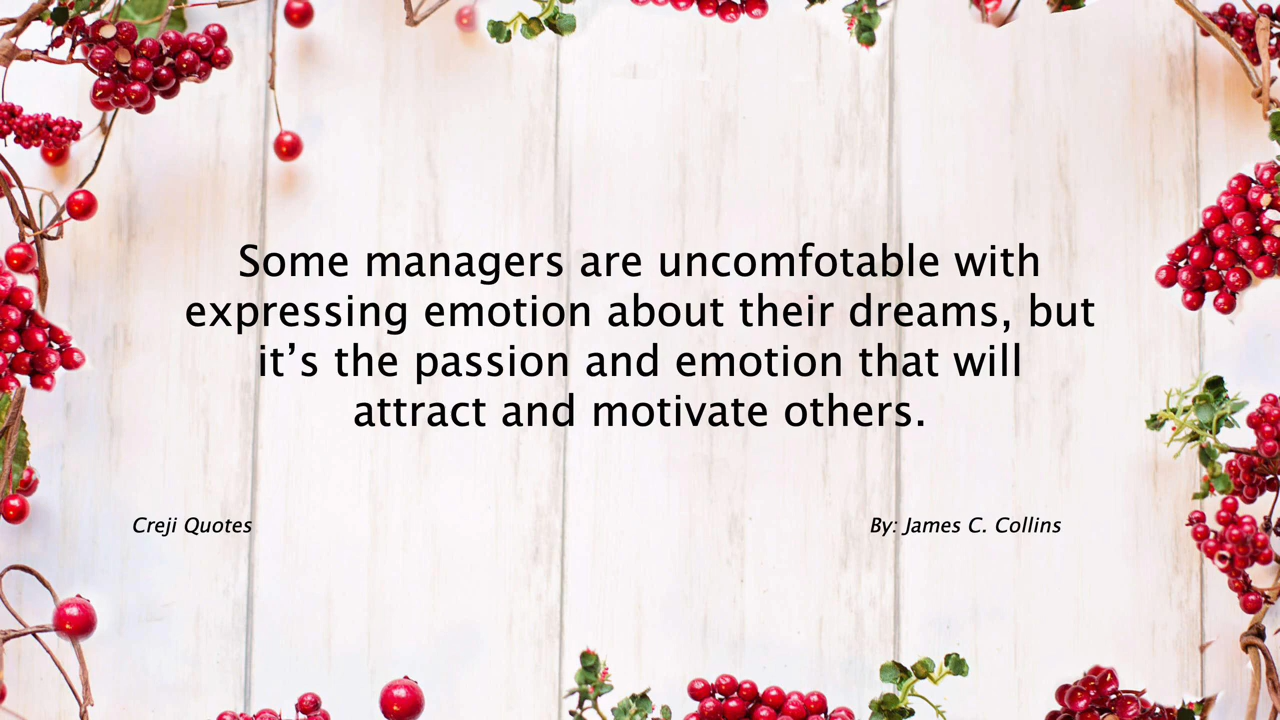 Some managers are uncomfotable with
expressing emotion about their dreams, but
it’s the passion and emotion that will
attract and motivate others.
Creji Quotes
By: James C. Collins